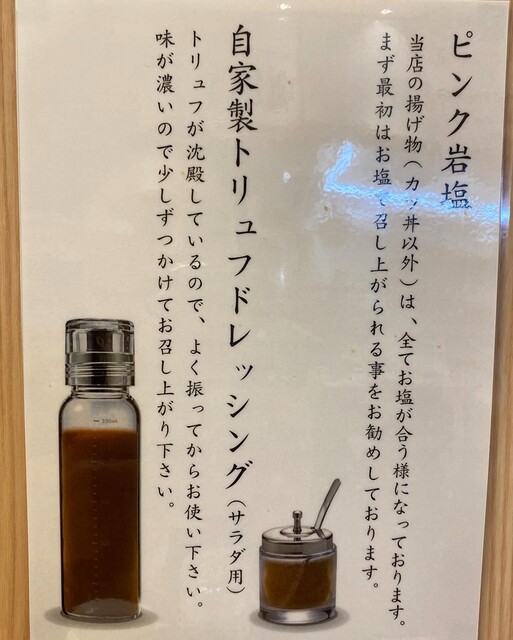 ピンク岩塩
当店の揚げ物(カツ丼以外)は、全てお塩が合う様になっております。
まず最初はお塩で召し上がられる事をお勧めしております。
自家製トリュフドレッシング(サラダ用)
トリュフが沈殿しているので、よく振ってからお使い下さい。
味が濃いので少しずつかけてお召し上がり下さい。